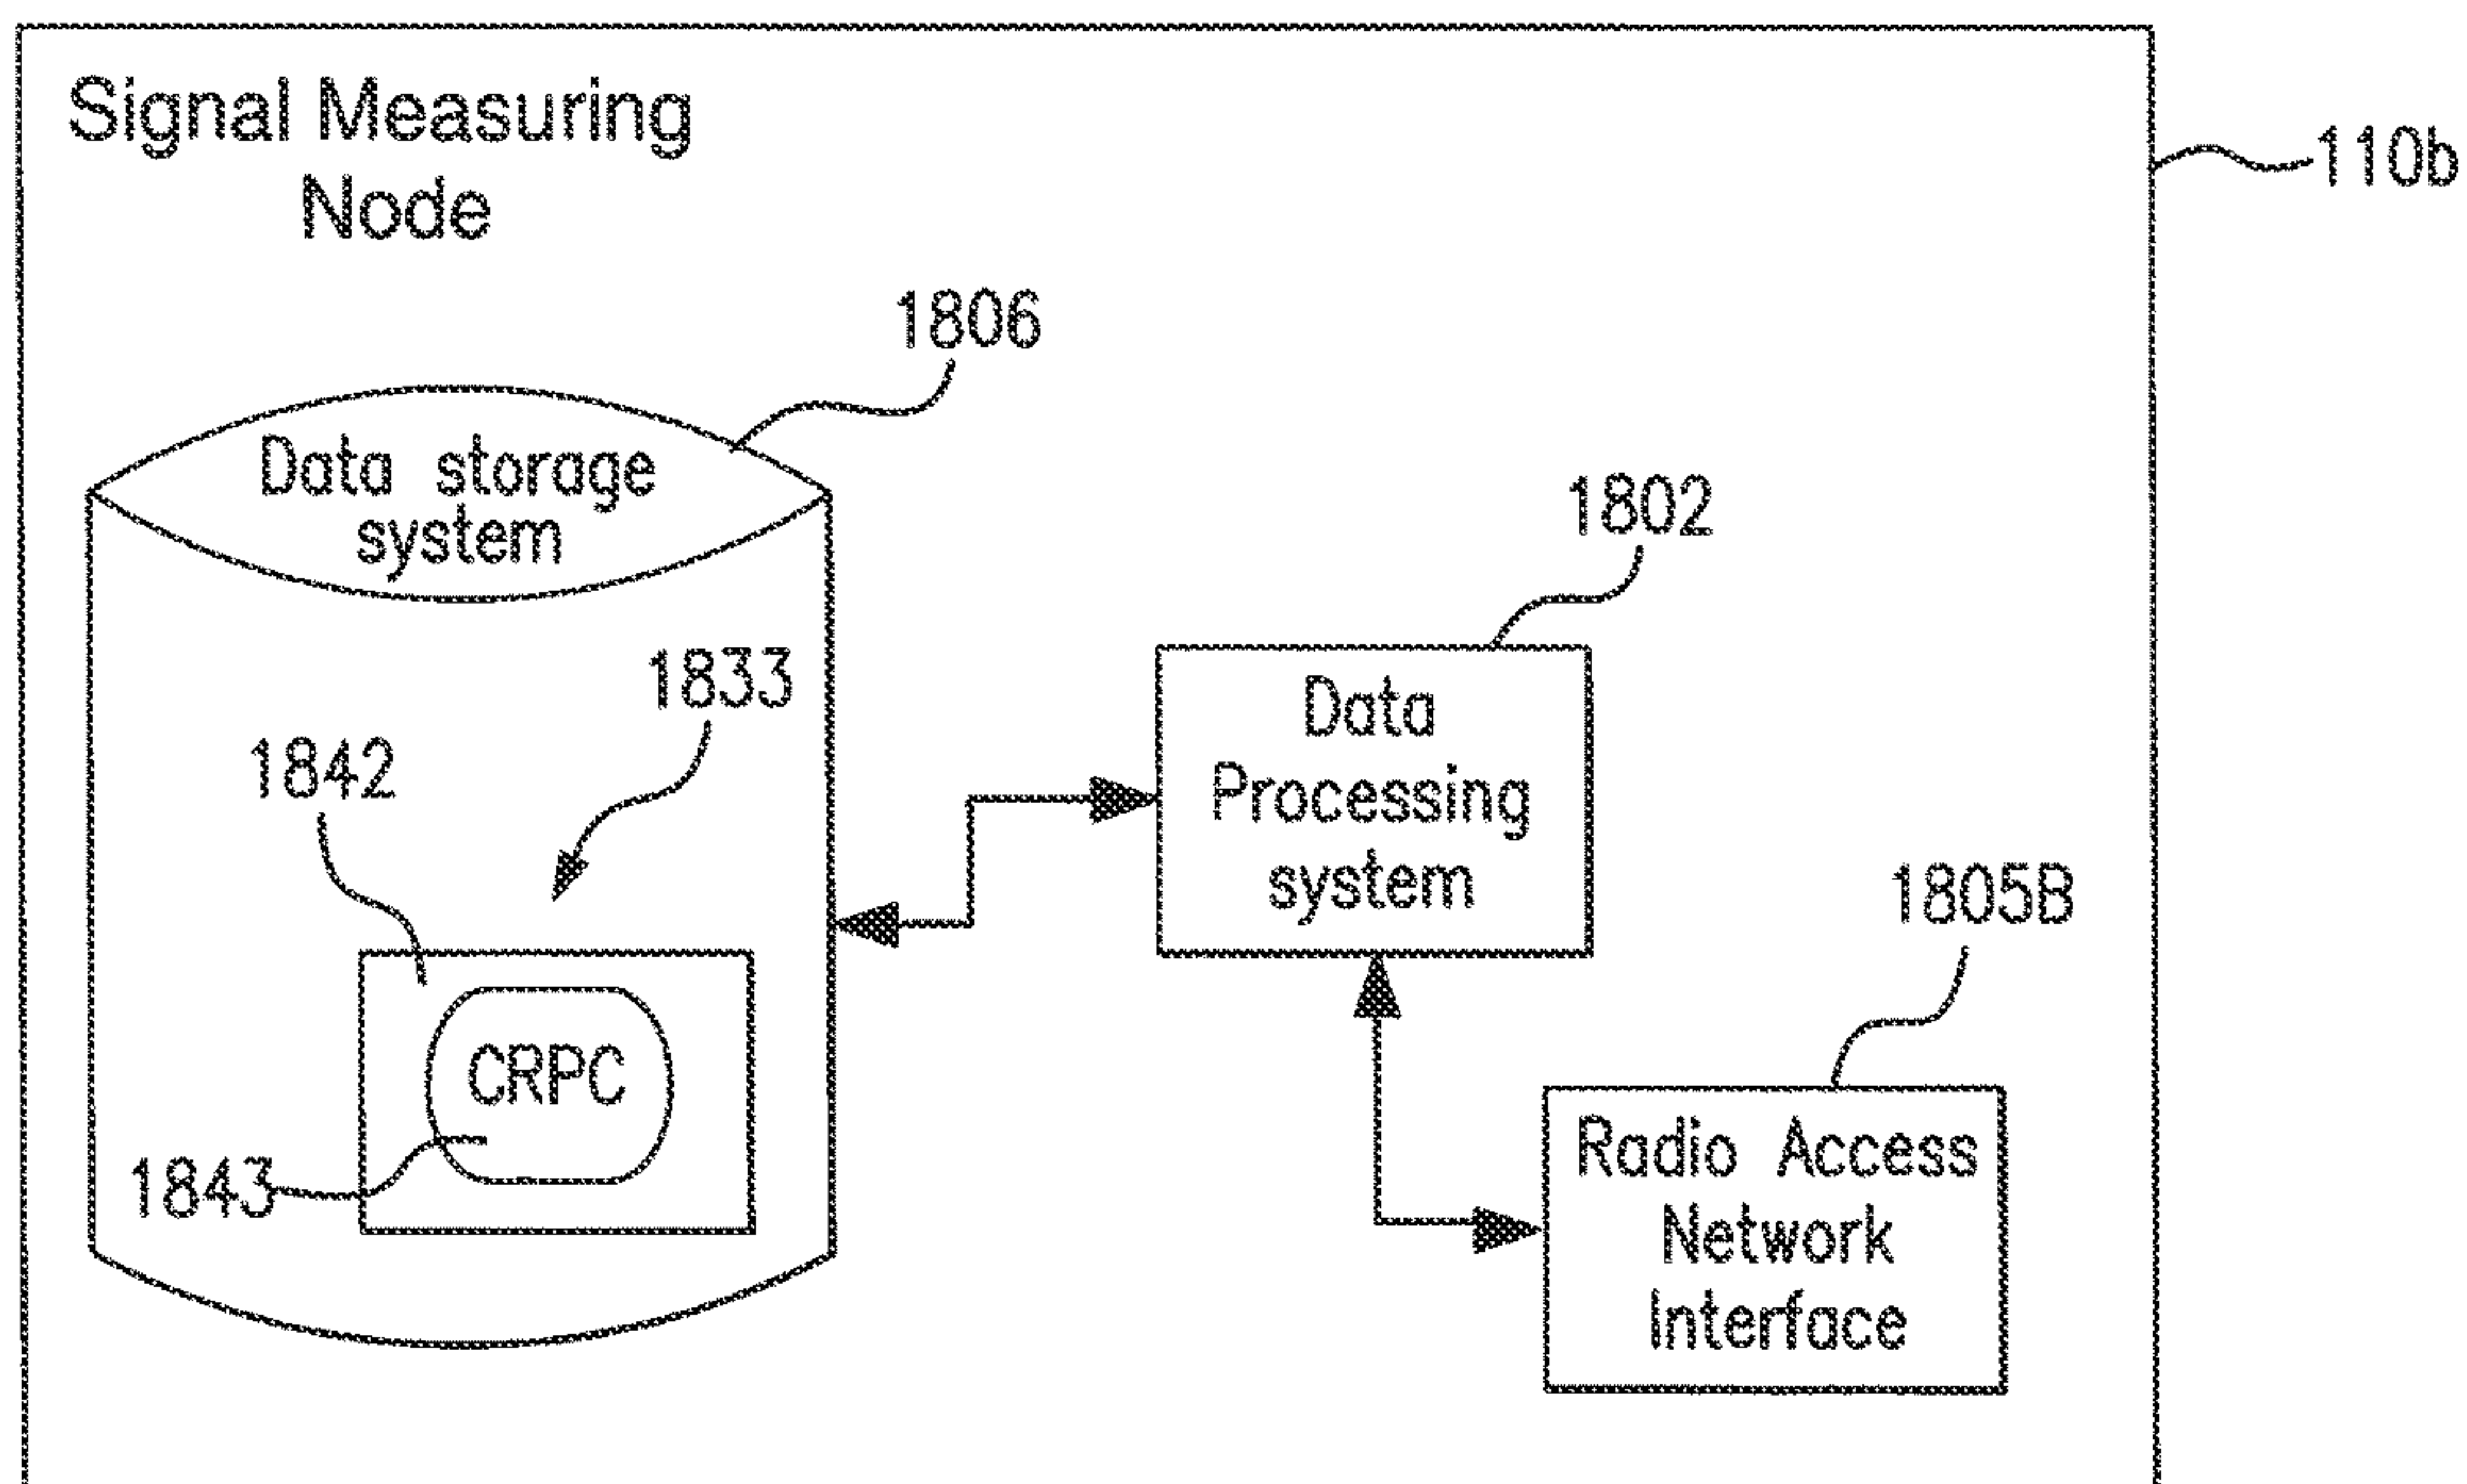 Signal Measuring
Node
110b
1806
Data storage
system
1802
Data
Processing
system
1833
1842
1805B
CRPC
1843
Radio Access
Network
Interface